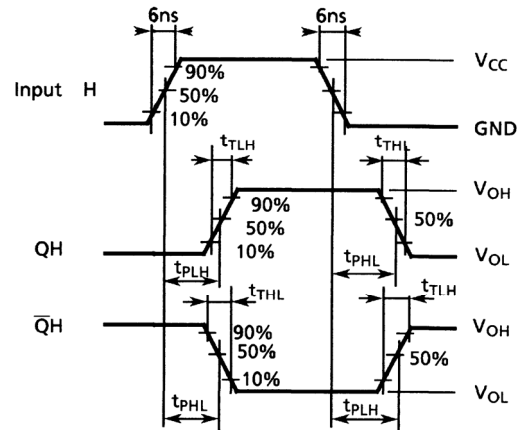 6ns 6ns
90% VCC
Input H 50%
10% GND
tTLH tTHL
90% VOH
50% 50%
QH 10% VOL
tPLH tPHL
tTHL tTLH
Q̅H 90% VOH
50% 50%
10% VOL
tPHL tPLH